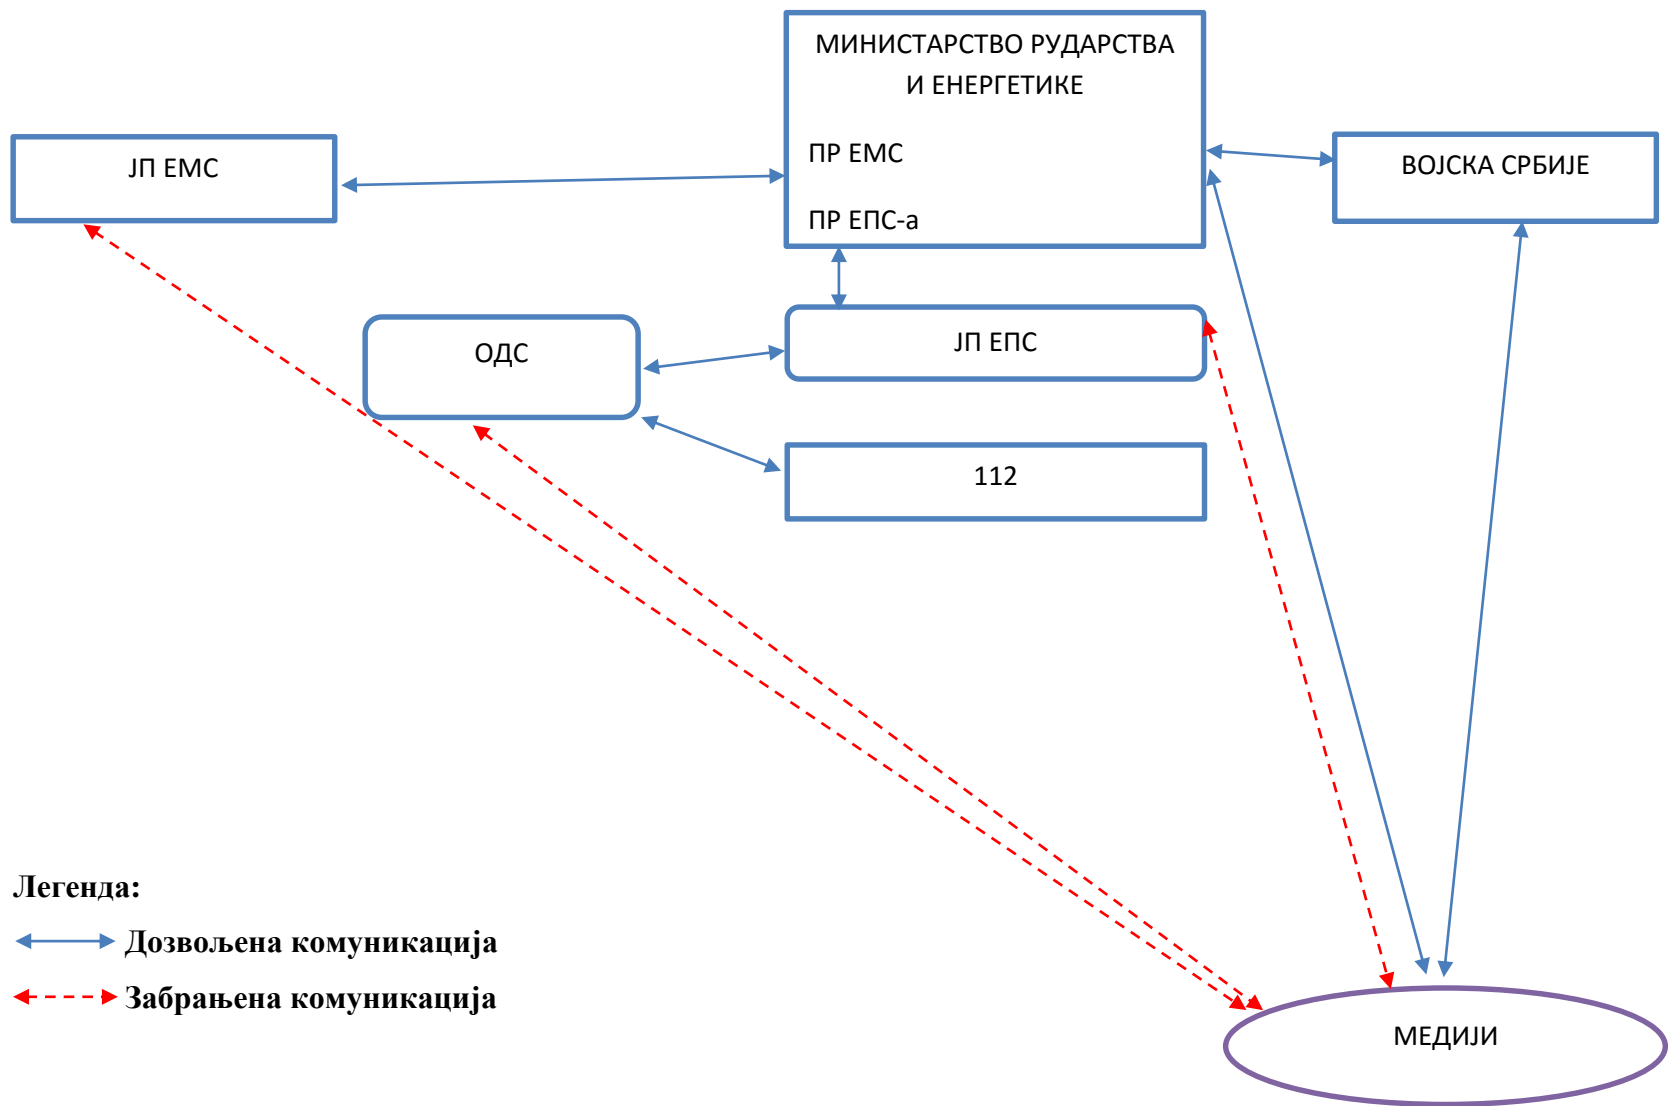 МИНИСТАРСТВО РУДАРСТВА
И ЕНЕРГЕТИКЕ
ПР ЕМС
ПР ЕПС-а
ЈП ЕМС
ВОЈСКА СРБИЈЕ
ОДС
ЈП ЕПС
112
Легенда:
Дозвољена комуникација
Забрањена комуникација
МЕДИЈИ